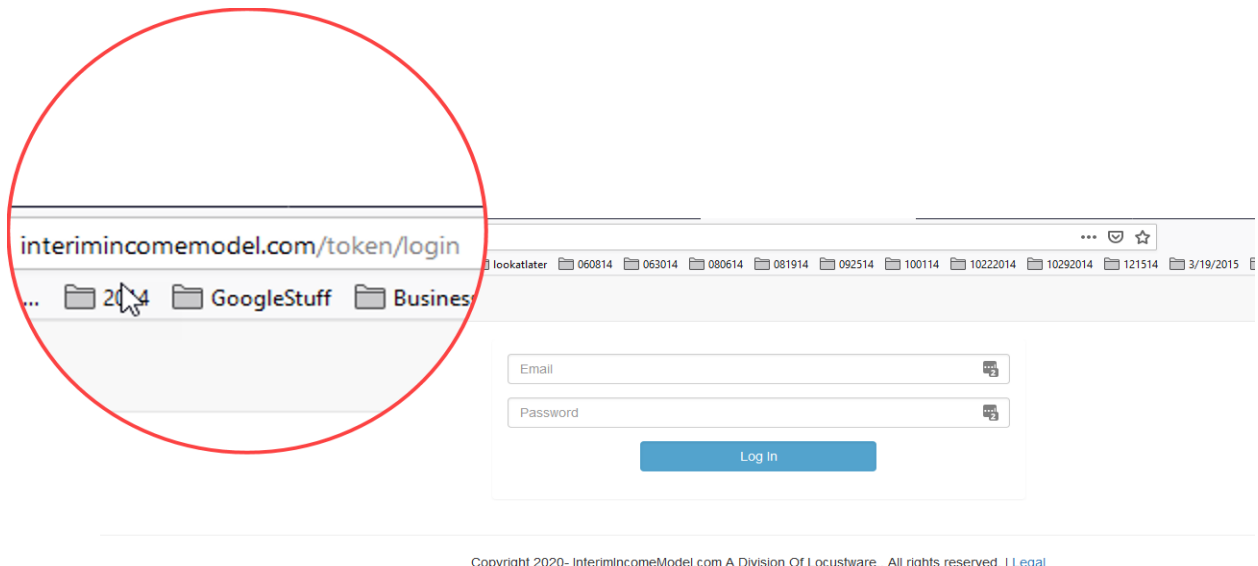 interimincomemodel.com/token/login
... GoogleStuff Business
lookatlater 060814 063014 080614 081914 092514 100114 10222014 10292014 121514 3/19/2015
Email
Password
Log In
Copyright 2020- InterimIncomeModel.com A Division Of Locustware. All rights reserved. | Legal